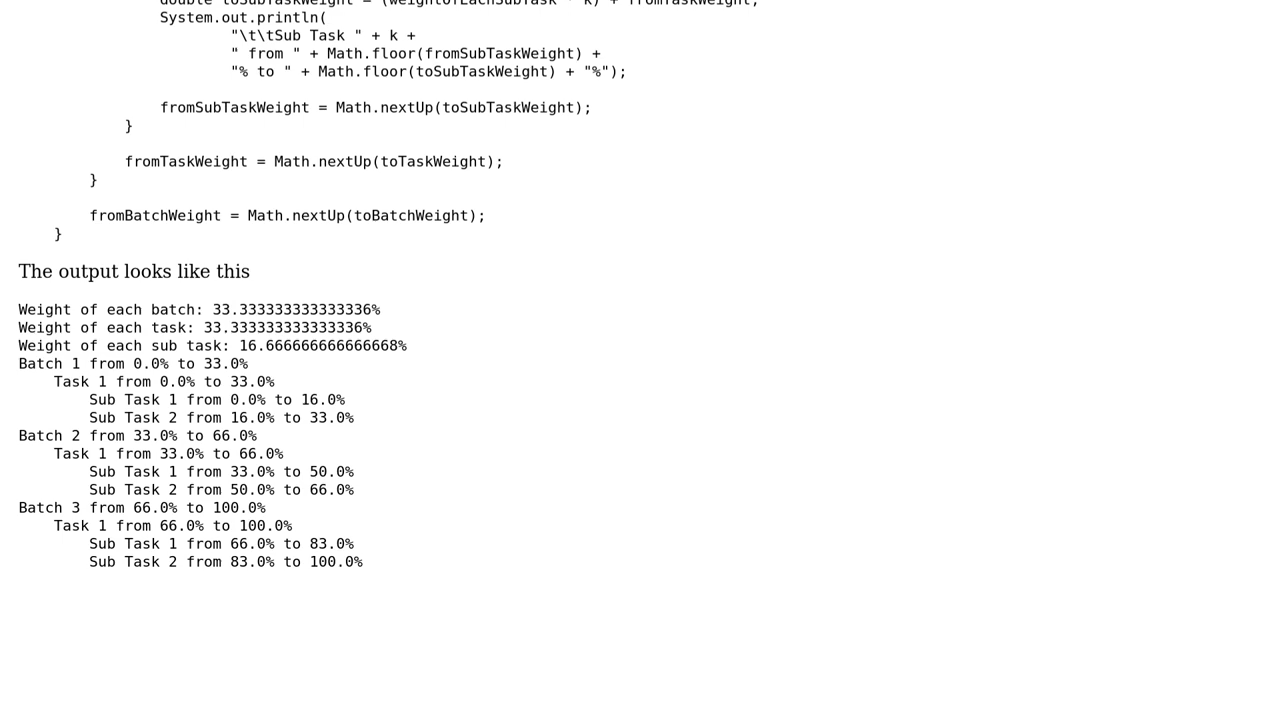 double toSubTaskWeight = (weightOfEachSubTask * k) + fromTaskWeight;
System.out.println(
"\t\tSub Task " + k +
" from " + Math.floor(fromSubTaskWeight) +
"% to " + Math.floor(toSubTaskWeight) + "%");
fromSubTaskWeight = Math.nextUp(toSubTaskWeight);
}
fromTaskWeight = Math.nextUp(toTaskWeight);
}
fromBatchWeight = Math.nextUp(toBatchWeight);
}
The output looks like this
Weight of each batch: 33.333333333333336%
Weight of each task: 33.333333333333336%
Weight of each sub task: 16.666666666666668%
Batch 1 from 0.0% to 33.0%
Task 1 from 0.0% to 33.0%
Sub Task 1 from 0.0% to 16.0%
Sub Task 2 from 16.0% to 33.0%
Batch 2 from 33.0% to 66.0%
Task 1 from 33.0% to 66.0%
Sub Task 1 from 33.0% to 50.0%
Sub Task 2 from 50.0% to 66.0%
Batch 3 from 66.0% to 100.0%
Task 1 from 66.0% to 100.0%
Sub Task 1 from 66.0% to 83.0%
Sub Task 2 from 83.0% to 100.0%